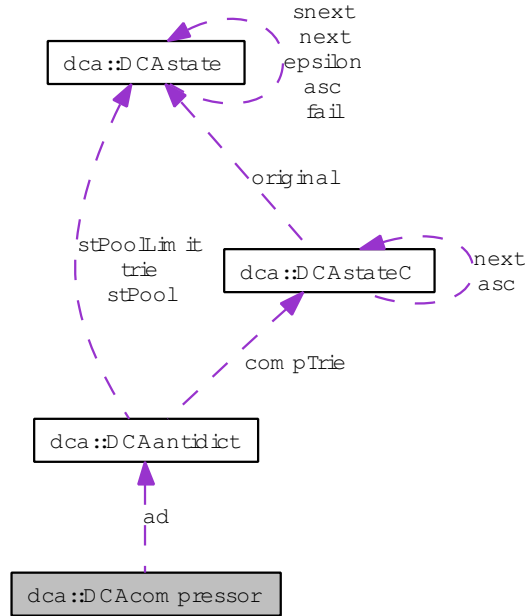 snext
next
epsilon
asc
fail
dca::DCAstate
original
stPoolLimit
trie
stPool
dca::DCAstateC
next
asc
compTrie
dca::DCAantidict
ad
dca::DCAcompressor